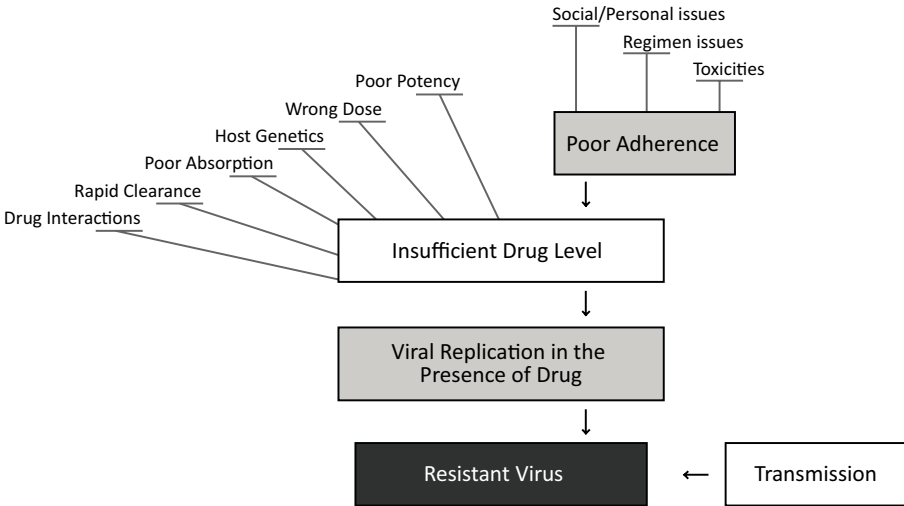 Social/Personal issues
Regimen issues
Toxicities
Poor Potency
Wrong Dose
Host Genetics
Poor Absorption
Rapid Clearance
Drug Interactions
Poor Adherence
Insufficient Drug Level
Viral Replication in the
Presence of Drug
Resistant Virus
Transmission